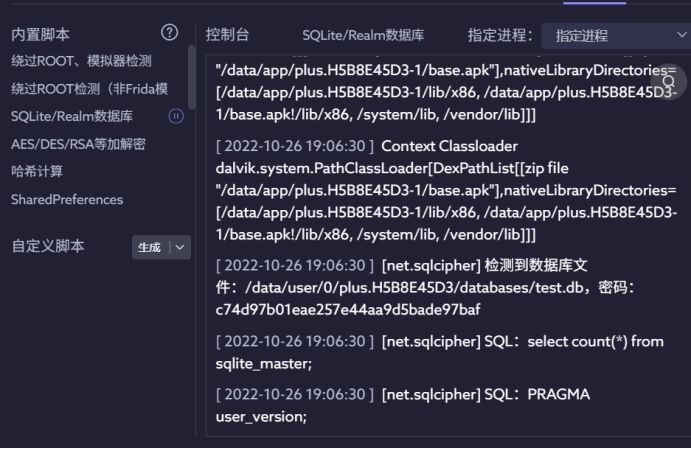 内置脚本
控制台 SQLite/Realm数据库 指定进程： 指定进程
绕过ROOT、模拟器检测
绕过ROOT检测（非Frida模
SQLite/Realm数据库
AES/DES/RSA等加解密
哈希计算
SharedPreferences
自定义脚本 生成
"/data/app/plus.H5B8E45D3-1/base.apk"],nativeLibraryDirectories=
[/data/app/plus.H5B8E45D3-1/lib/x86, /data/app/plus.H5B8E45D3-
1/base.apk!/lib/x86, /system/lib, /vendor/lib]]]
[ 2022-10-26 19:06:30 ] Context Classloader
dalvik.system.PathClassLoader[DexPathList[[zip file
"/data/app/plus.H5B8E45D3-1/base.apk"],nativeLibraryDirectories=
[/data/app/plus.H5B8E45D3-1/lib/x86, /data/app/plus.H5B8E45D3-
1/base.apk!/lib/x86, /system/lib, /vendor/lib]]]
[ 2022-10-26 19:06:30 ] [net.sqlcipher] 检测到数据库文
件：/data/user/0/plus.H5B8E45D3/databases/test.db，密码：
c74d97b01eae257e44aa9d5bade97baf
[ 2022-10-26 19:06:30 ] [net.sqlcipher] SQL：select count(*) from
sqlite_master;
[ 2022-10-26 19:06:30 ] [net.sqlcipher] SQL：PRAGMA
user_version;